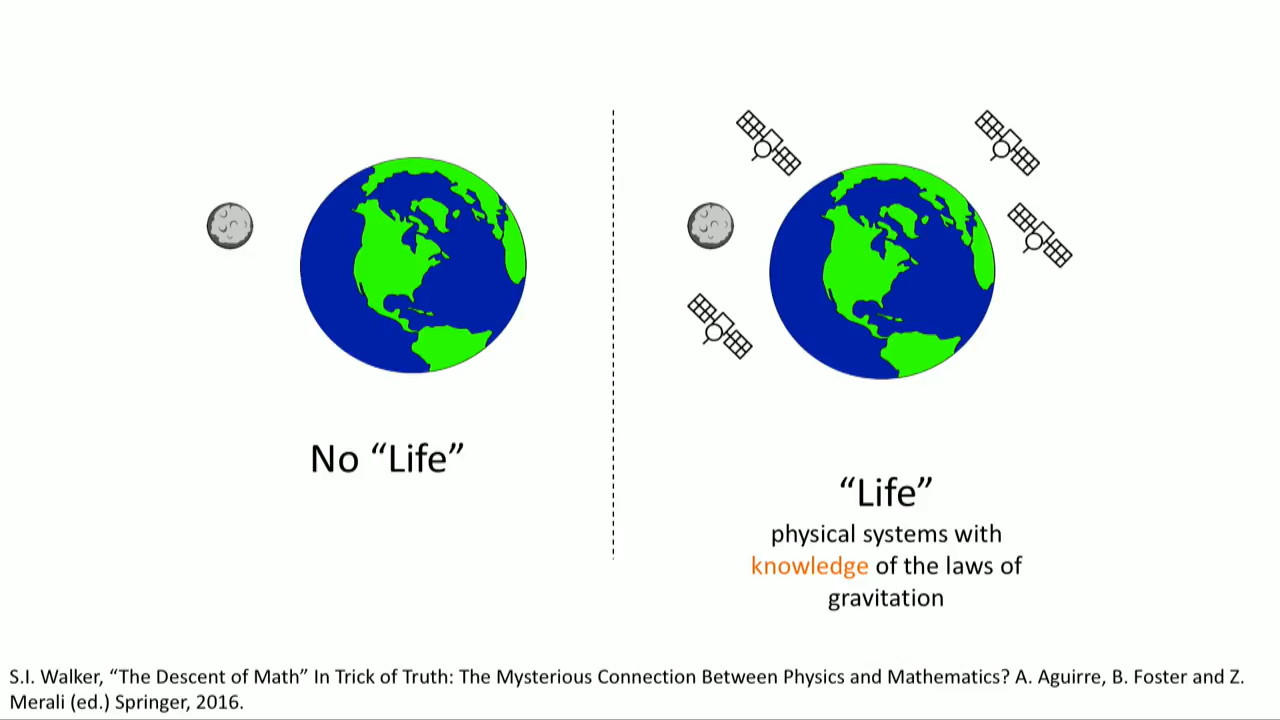 No “Life”
“Life”
physical systems with
knowledge of the laws of
gravitation
S.I. Walker, “The Descent of Math” In Trick of Truth: The Mysterious Connection Between Physics and Mathematics? A. Aguirre, B. Foster and Z.
Merali (ed.) Springer, 2016.